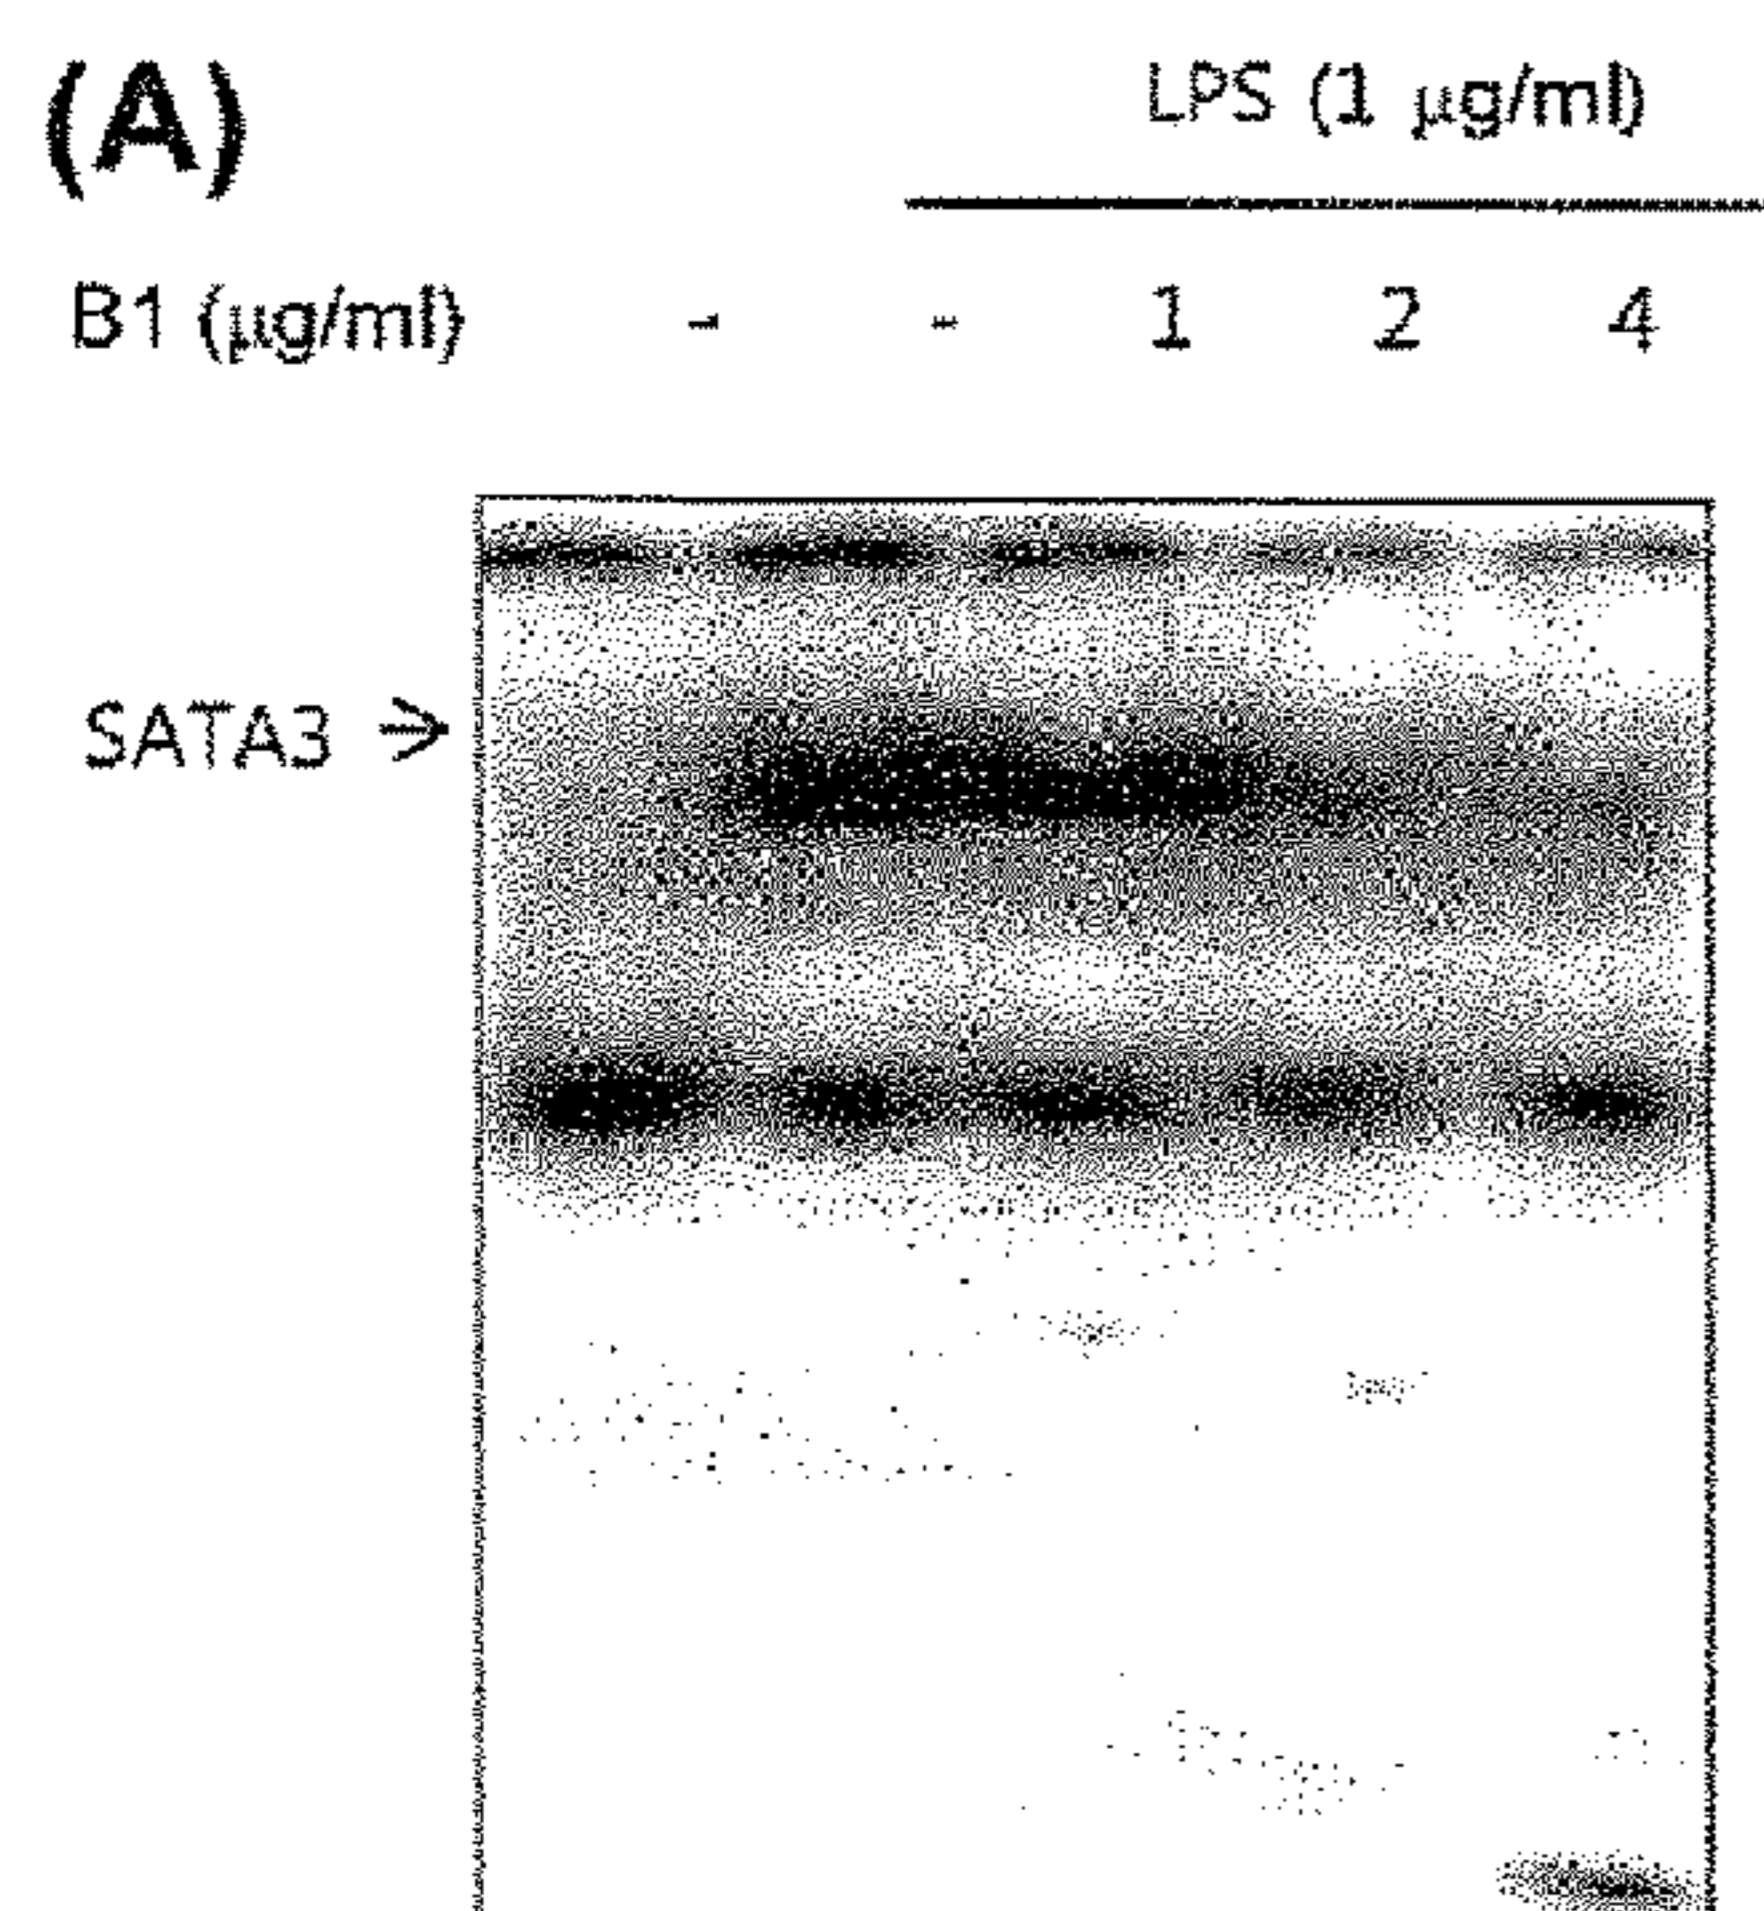 (A)
LPS (1 μg/ml)
B1 (μg/ml) - - 1 2 4
SATA3 →